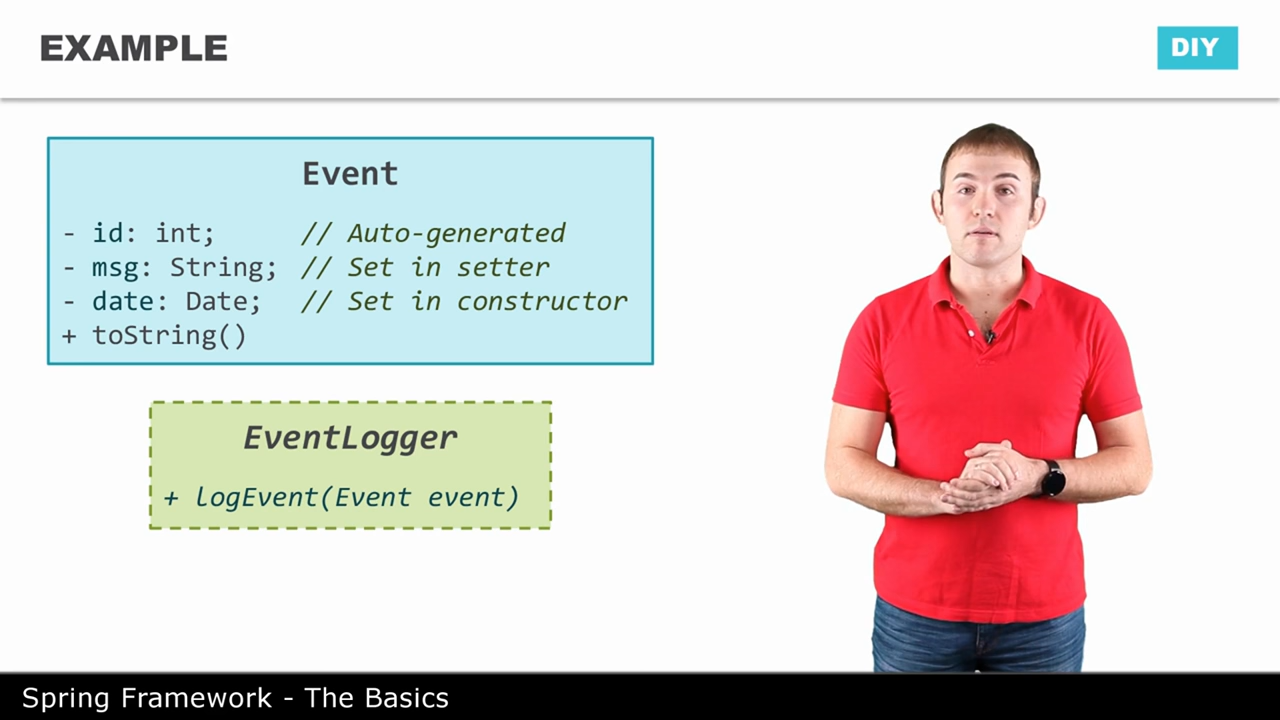 EXAMPLE
DIY
Event
- id: int; // Auto-generated
- msg: String; // Set in setter
- date: Date; // Set in constructor
+ toString()
EventLogger
+ logEvent(Event event)
Spring Framework - The Basics